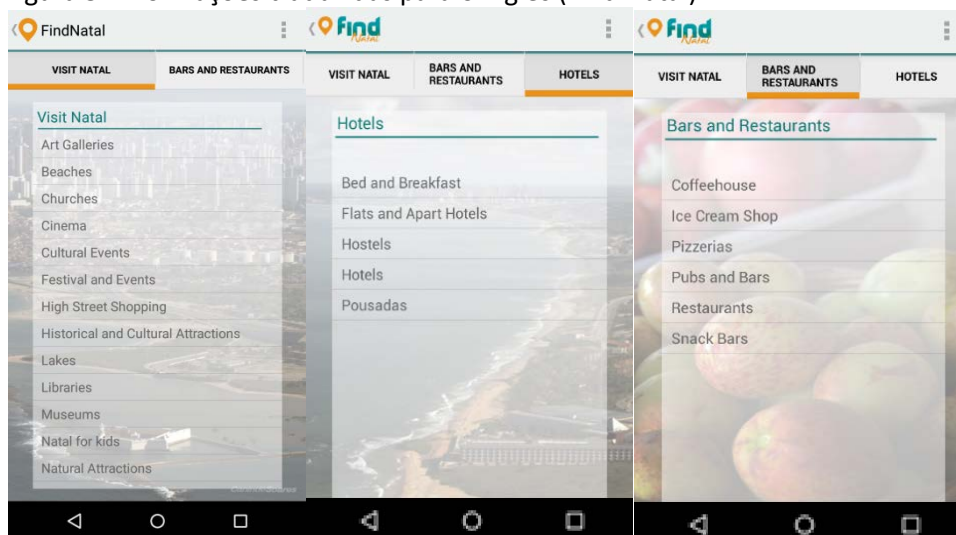 FindNatal
VISIT NATAL
BARS AND RESTAURANTS
Visit Natal
Art Galleries
Beaches
Churches
Cinema
Cultural Events
Festival and Events
High Street Shopping
Historical and Cultural Attractions
Lakes
Libraries
Museums
Natal for kids
Natural Attractions
Find
Natal
VISIT NATAL
BARS AND
RESTAURANTS
HOTELS
Hotels
Bed and Breakfast
Flats and Apart Hotels
Hostels
Hotels
Pousadas
Find
Natal
VISIT NATAL
BARS AND
RESTAURANTS
HOTELS
Bars and Restaurants
Coffeehouse
Ice Cream Shop
Pizzerias
Pubs and Bars
Restaurants
Snack Bars